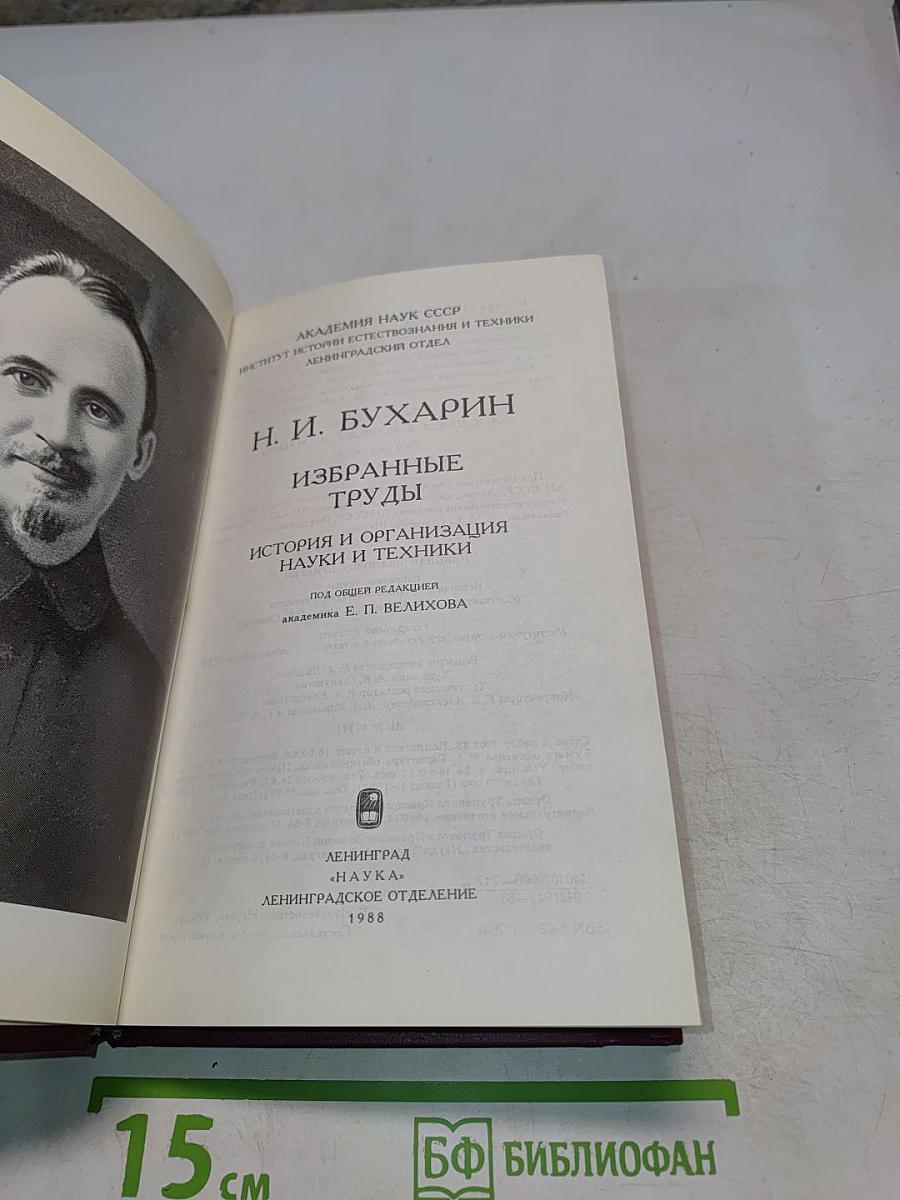 АКАДЕМИЯ НАУК СССР
ИНСТИТУТ ИСТОРИИ ЕСТЕСТВОЗНАНИЯ И ТЕХНИКИ
ЛЕНИНГРАДСКИЙ ОТДЕЛ
Н. И. БУХАРИН
ИЗБРАННЫЕ
ТРУДЫ
ИСТОРИЯ И ОРГАНИЗАЦИЯ
НАУКИ И ТЕХНИКИ
ПОД ОБЩЕЙ РЕДАКЦИЕЙ
академика Е. П. ВЕЛИХОВА
ЛЕНИНГРАД
«НАУКА»
ЛЕНИНГРАДСКОЕ ОТДЕЛЕНИЕ
1988
15 см
БФ БИБЛИОФАН